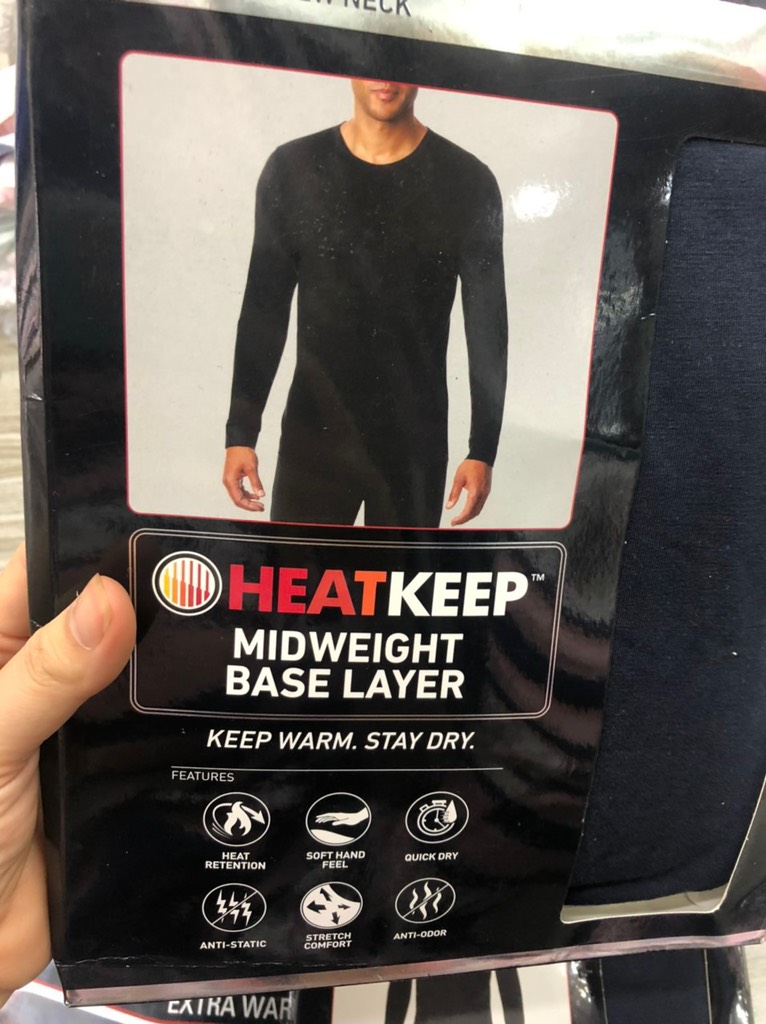 NECK
HEATKEEP™
MIDWEIGHT
BASE LAYER
KEEP WARM. STAY DRY.
FEATURES
HEAT
RETENTION
SOFT HAND
FEEL
QUICK DRY
ANTI-STATIC
STRETCH
COMFORT
ANTI-ODOR
EXTRA WAR